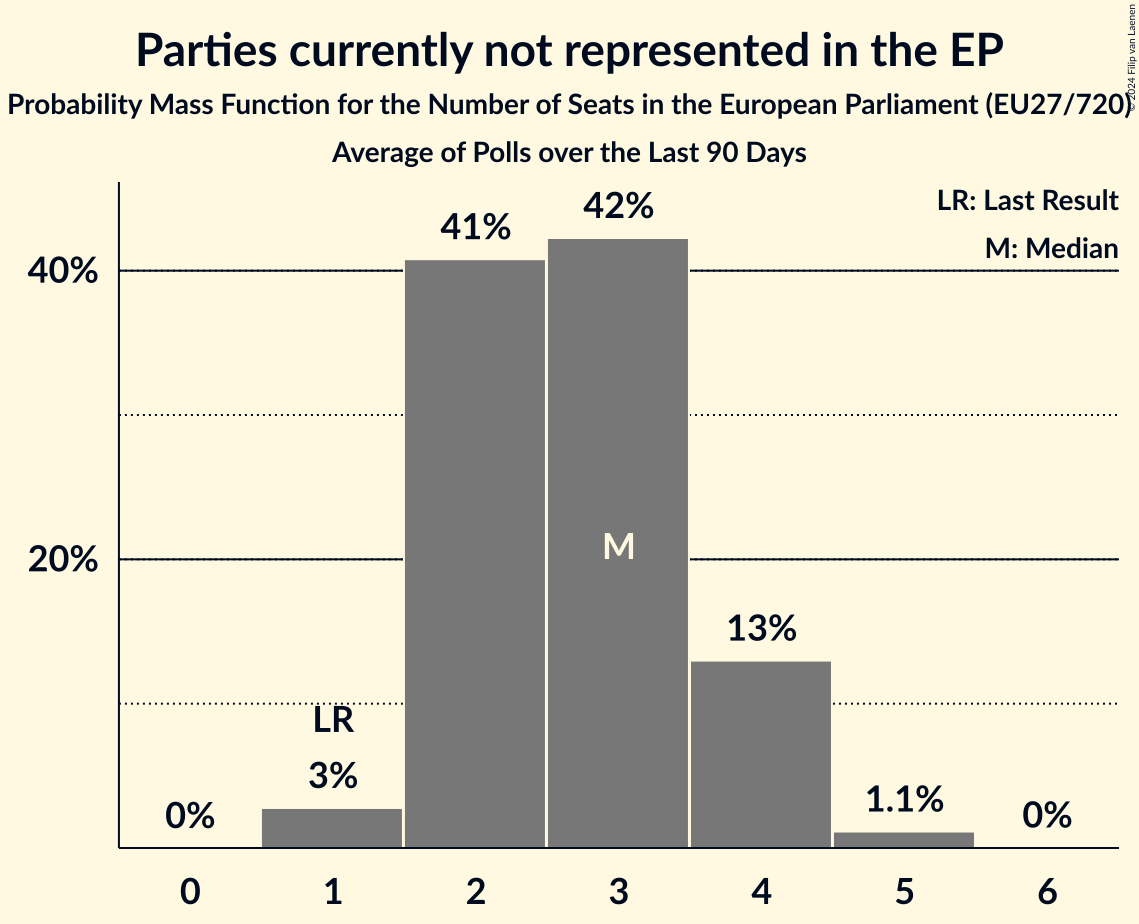 Parties currently not represented in the EP
Probability Mass Function for the Number of Seats in the European Parliament (EU27/720)
Average of Polls over the Last 90 Days
© 2024 Filip van Laenen
LR: Last Result
M: Median
40%
20%
0%
LR
3%
41%
42%
M
13%
1.1%
0%
0 1 2 3 4 5 6